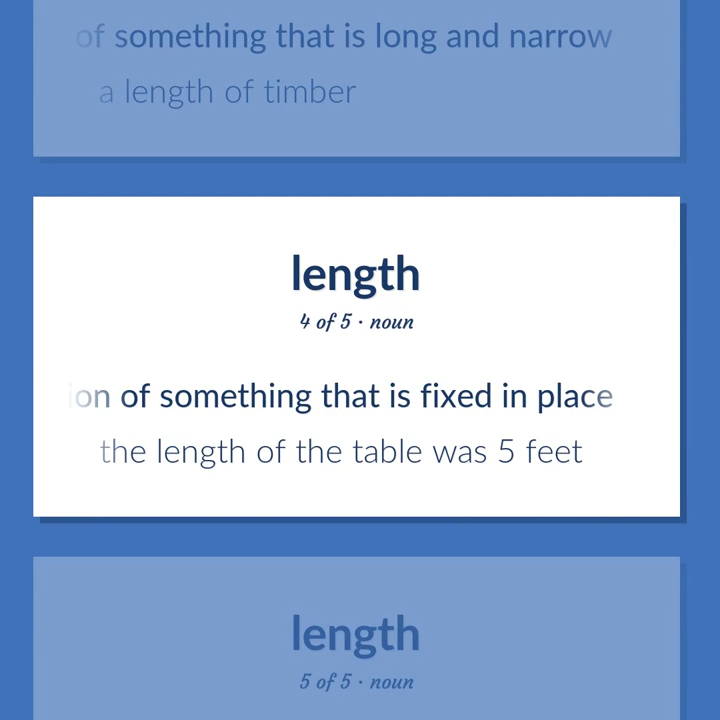 of something that is long and narrow
a length of timber
length
4 of 5 · noun
ion of something that is fixed in place
the length of the table was 5 feet
length
5 of 5 · noun